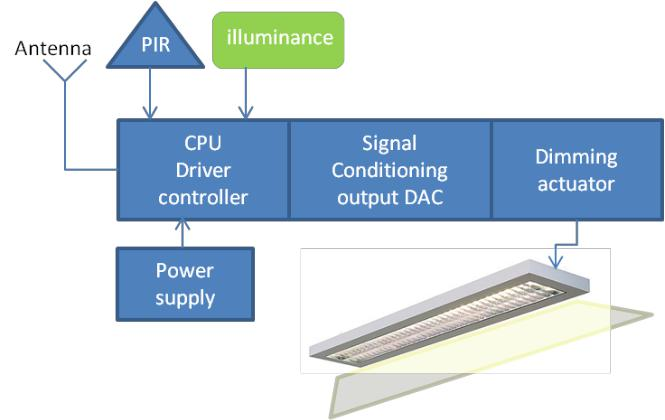 Antenna
PIR
illuminance
CPU
Driver
controller
Signal
Conditioning
output DAC
Dimming
actuator
Power
supply